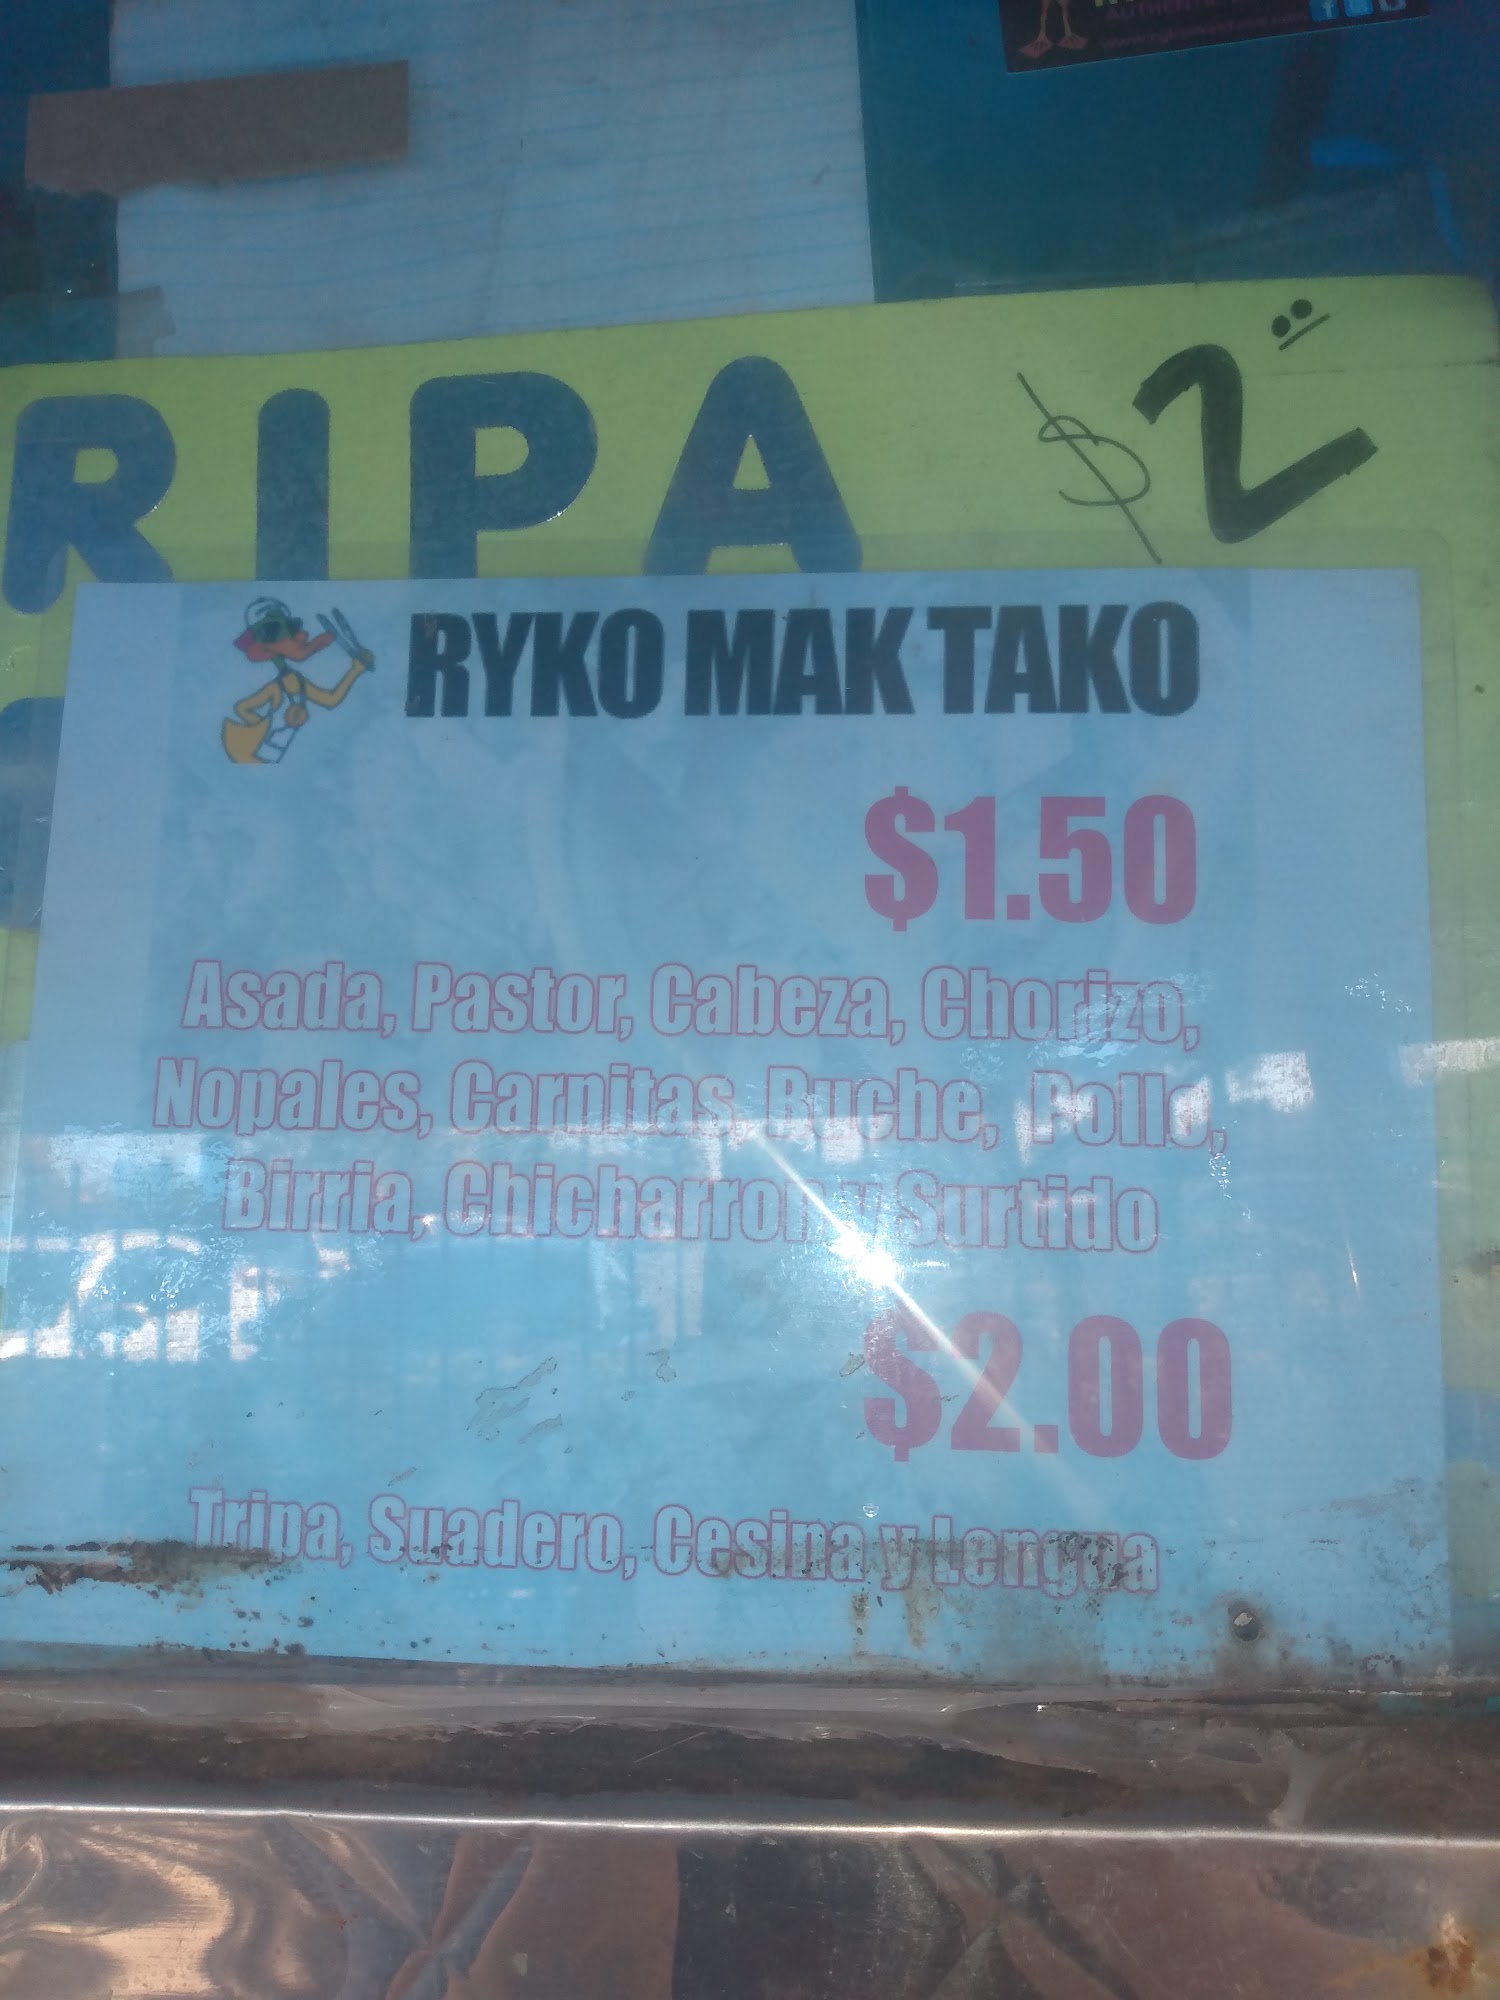 AUTHENTIC
RIPA $2
RYKO MAK TAKO
$1.50
Asada, Pastor, Cabeza, Chorizo,
Nopales, Carnitas, Buche, Pollo,
Birria, Chicharron y Surtido
$2.00
Tripa, Suadero, Cesina y Lengua